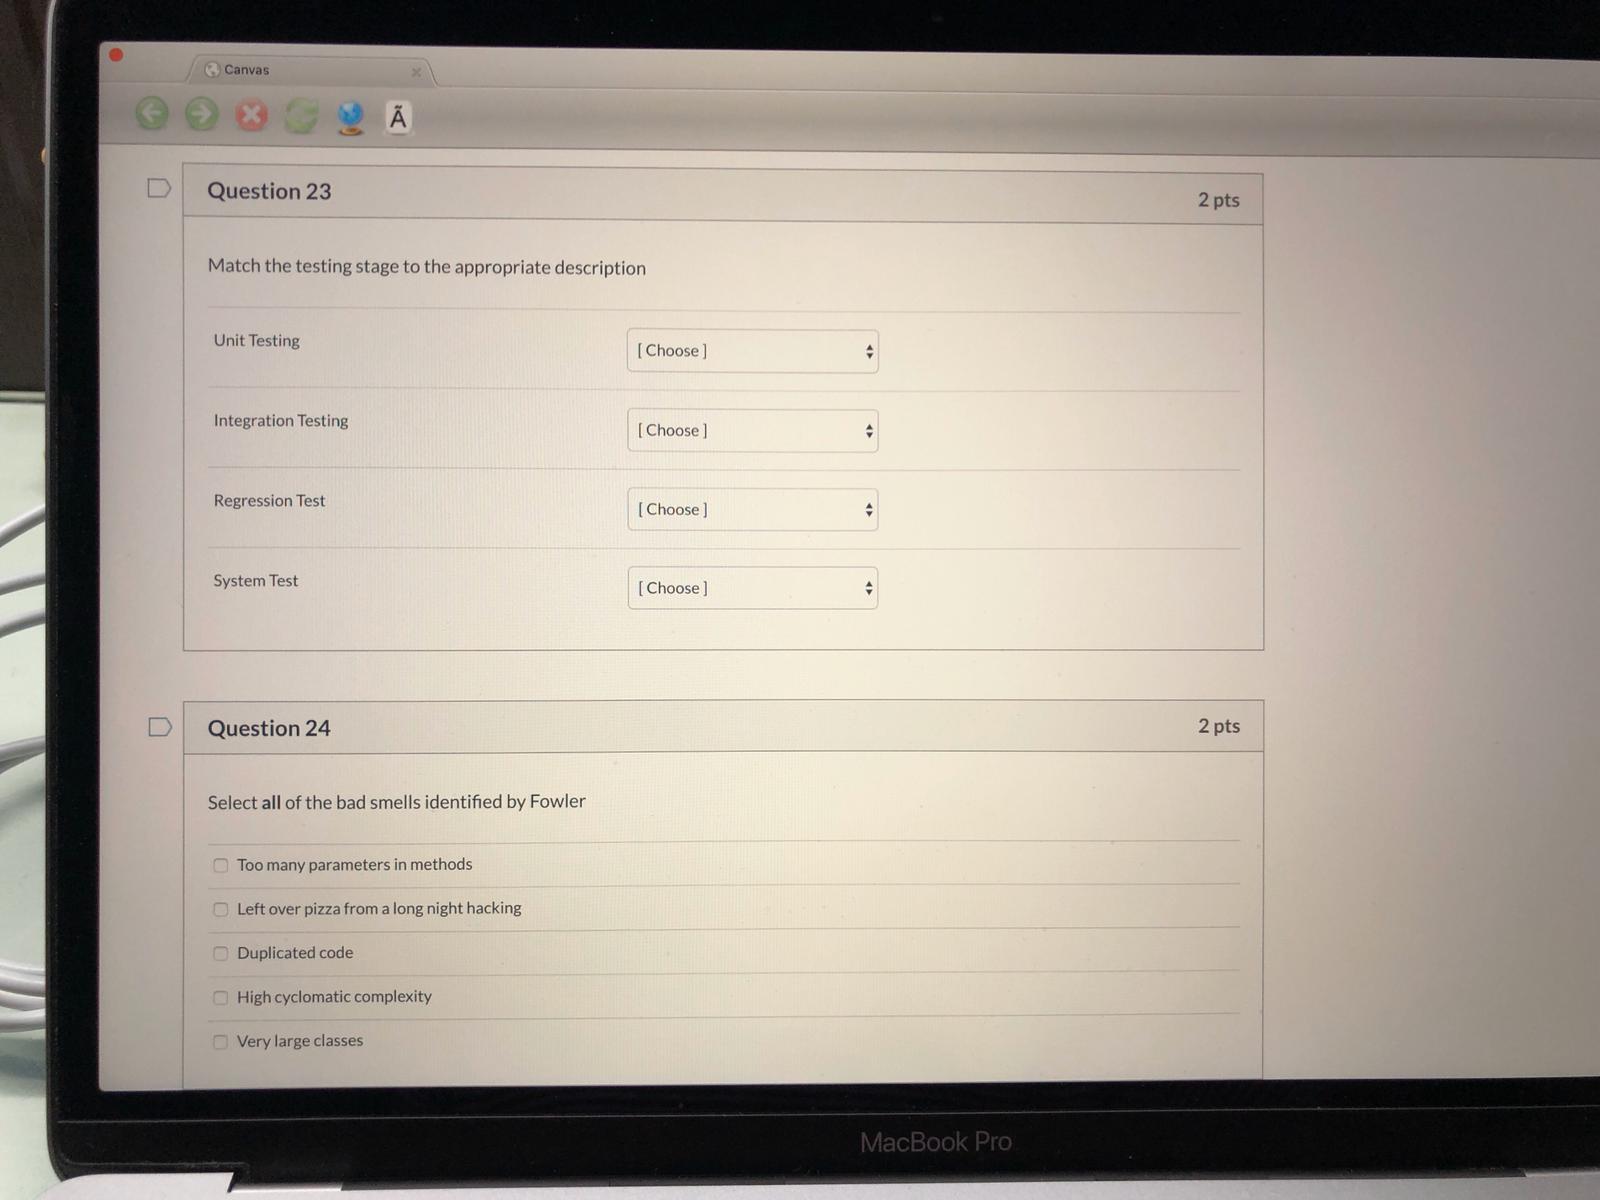 Canvas
Ã
Question 23
2 pts
Match the testing stage to the appropriate description
Unit Testing
[ Choose ]
Integration Testing
[ Choose ]
Regression Test
[ Choose ]
System Test
[ Choose ]
Question 24
2 pts
Select all of the bad smells identified by Fowler
Too many parameters in methods
Left over pizza from a long night hacking
Duplicated code
High cyclomatic complexity
Very large classes
MacBook Pro